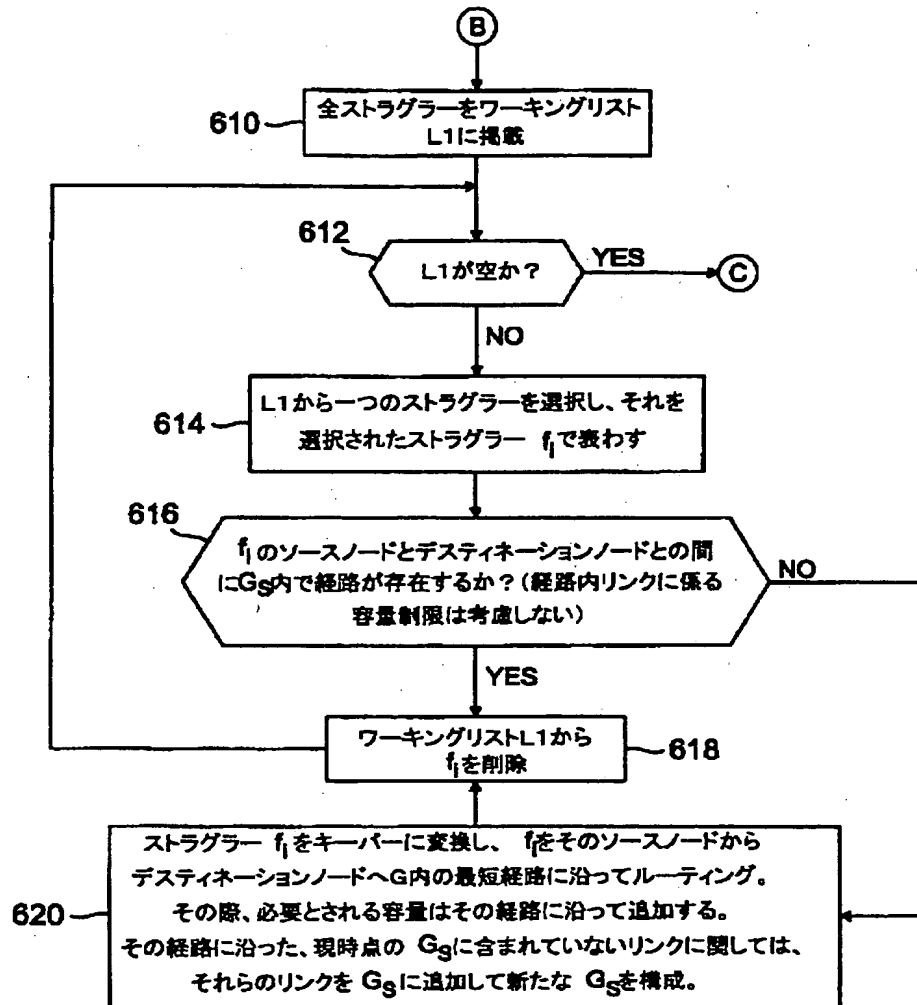 B
610
全ストラグラーをワーキングリスト
L1に掲載
612
L1が空か?
YES
C
NO
614
L1から一つのストラグラーを選択し、それを
選択されたストラグラー fiで表わす
616
fiのソースノードとデスティネーションノードとの間
にGS内で経路が存在するか?(経路内リンクに係る
容量制限は考慮しない)
NO
YES
ワーキングリストL1から
fiを削除
618
620
ストラグラー fiをキーパーに変換し、 fiをそのソースノードから
デスティネーションノードへG内の最短経路に沿ってルーティング。
その際、必要とされる容量はその経路に沿って追加する。
その経路に沿った、現時点の GSに含まれていないリンクに関しては、
それらのリンクを GSに追加して新たな GSを構成。